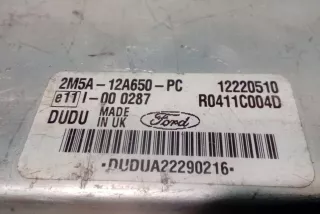 2M5A-12A650-PC 12220510
e11 I-00 0287 R0411C004D
DUDU MADE IN UK Ford
*DUDUA22290216*